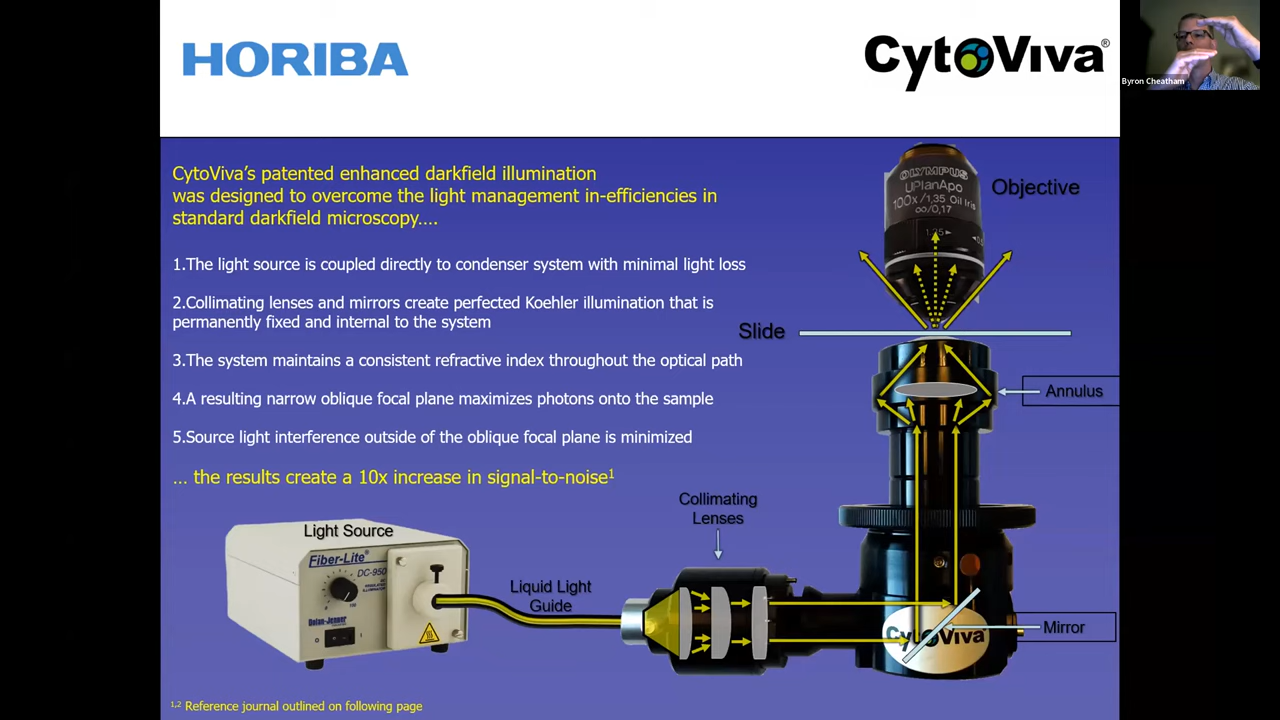 HORIBA
CytoViva®
Byron Cheatham
CytoViva's patented enhanced darkfield illumination
was designed to overcome the light management in-efficiencies in
standard darkfield microscopy....
1.The light source is coupled directly to condenser system with minimal light loss
2.Collimating lenses and mirrors create perfected Koehler illumination that is
permanently fixed and internal to the system
3.The system maintains a consistent refractive index throughout the optical path
4.A resulting narrow oblique focal plane maximizes photons onto the sample
5.Source light interference outside of the oblique focal plane is minimized
... the results create a 10x increase in signal-to-noise¹
OLYMPUS
UPlanApo
100x/1,35 Oil Iris
∞/0,17
1,25
Objective
Slide
Annulus
Collimating
Lenses
Light Source
Fiber-Lite®
DC-950
Dolan-Jenner
Liquid Light
Guide
CytoViva
Mirror
1,2 Reference journal outlined on following page